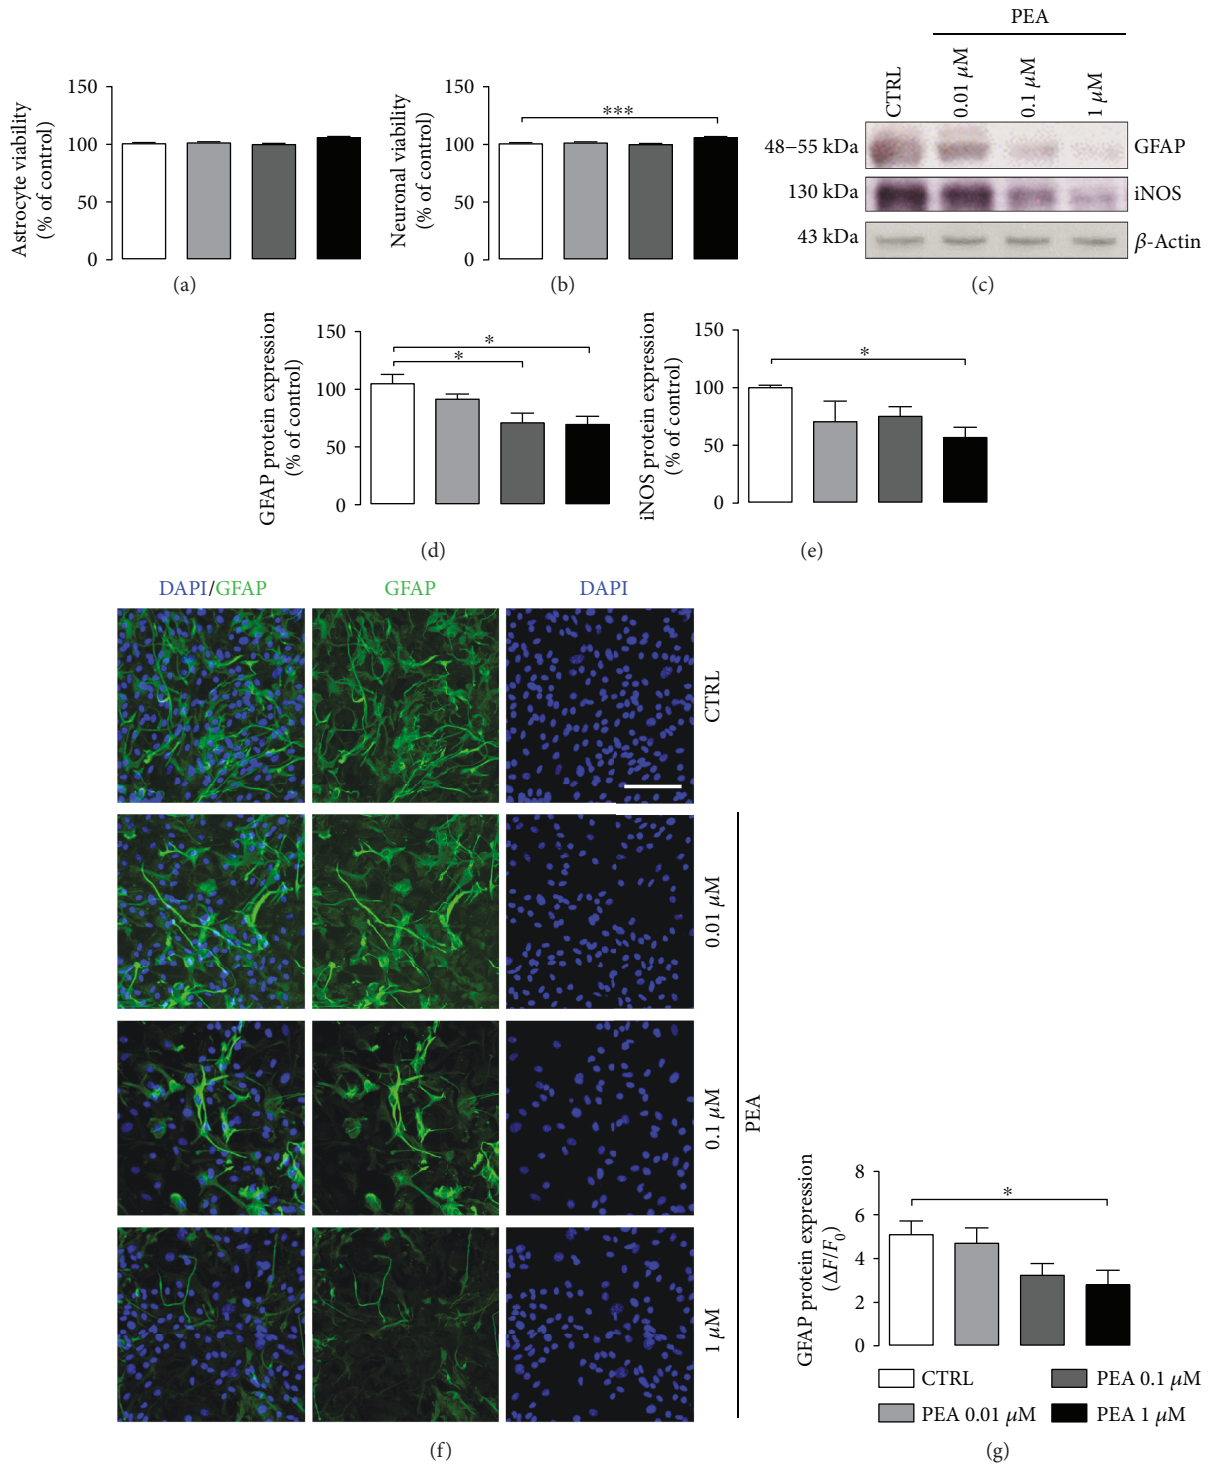 150
100
50
0
Astrocyte viability
(% of control)
(a)
150
100
50
0
Neuronal viability
(% of control)
***
(b)
PEA
CTRL
0.01 μM
0.1 μM
1 μM
48–55 kDa
GFAP
130 kDa
iNOS
43 kDa
β-Actin
(c)
150
100
50
0
GFAP protein expression
(% of control)
*
*
(d)
150
100
50
0
iNOS protein expression
(% of control)
*
(e)
DAPI/GFAP
GFAP
DAPI
CTRL
0.01 μM
0.1 μM
1 μM
PEA
(f)
8
6
4
2
0
GFAP protein expression
(ΔF/F0)
*
CTRL
PEA 0.1 μM
PEA 0.01 μM
PEA 1 μM
(g)